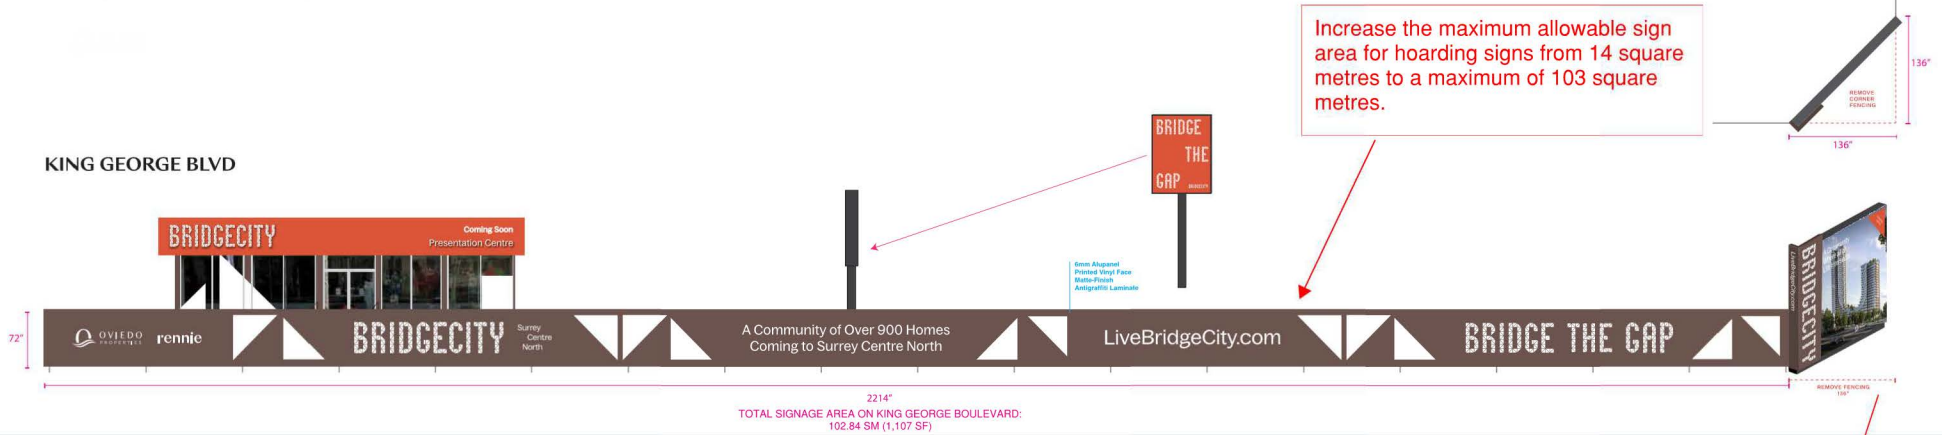 Increase the maximum allowable sign
area for hoarding signs from 14 square
metres to a maximum of 103 square
metres.
136"
REMOVE
CORNER
FENCING
136"
KING GEORGE BLVD
BRIDGE
THE
GAP
BRIDGECITY
Coming Soon
Presentation Centre
6mm Alupanel
Printed Vinyl Face
Matte-Finish
Antigraffiti Laminate
72"
OVIEDO
PROPERTIES
rennie
BRIDGECITY
Surrey
Centre
North
A Community of Over 900 Homes
Coming to Surrey Centre North
LiveBridgeCity.com
BRIDGE THE GAP
BRIDGECITY
LiveBridgeCity.com
REMOVE FENCING
136"
2214"
TOTAL SIGNAGE AREA ON KING GEORGE BOULEVARD:
102.84 SM (1,107 SF)